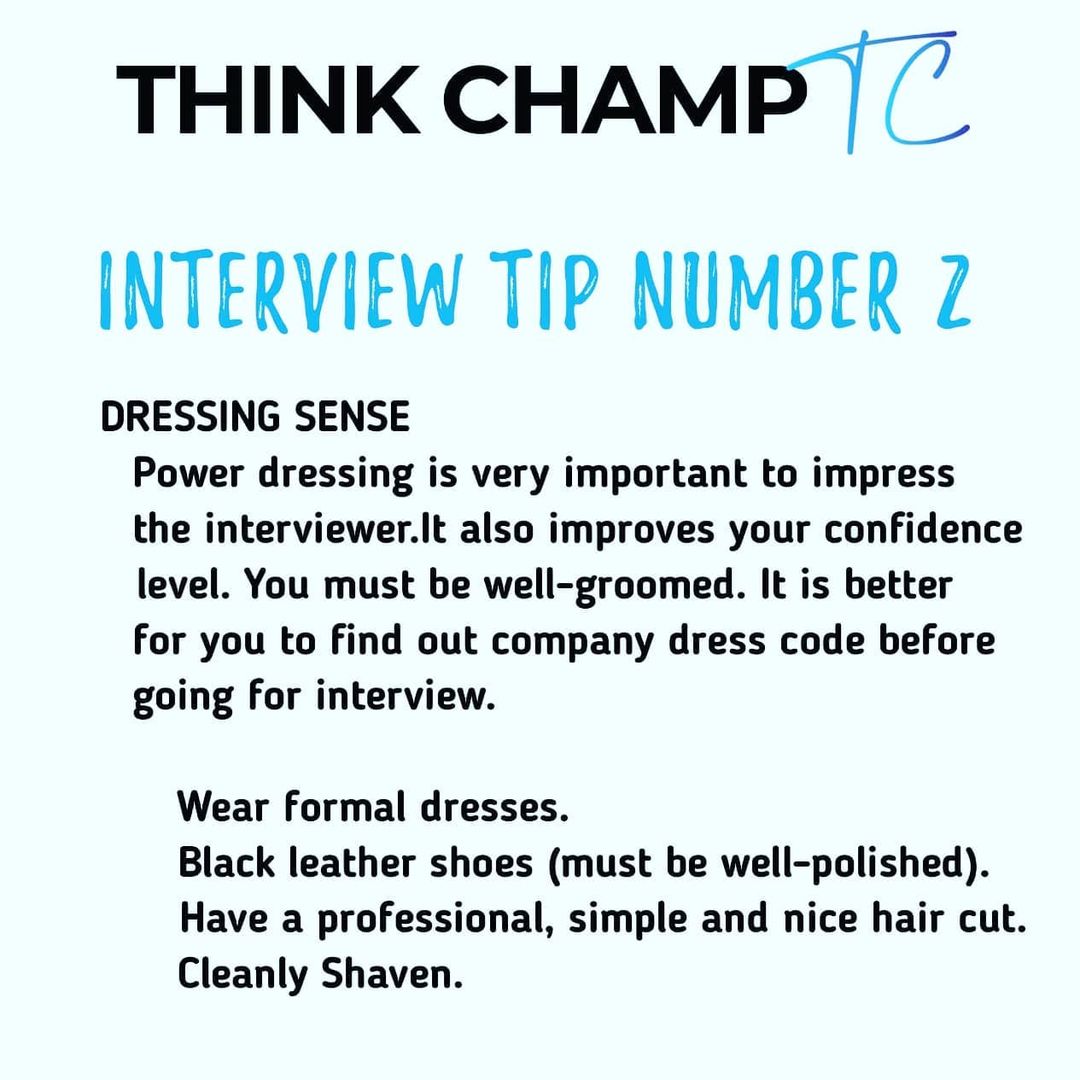 THINK CHAMP TC
INTERVIEW TIP NUMBER 2
DRESSING SENSE
Power dressing is very important to impress
the interviewer.It also improves your confidence
level. You must be well-groomed. It is better
for you to find out company dress code before
going for interview.
Wear formal dresses.
Black leather shoes (must be well-polished).
Have a professional, simple and nice hair cut.
Cleanly Shaven.